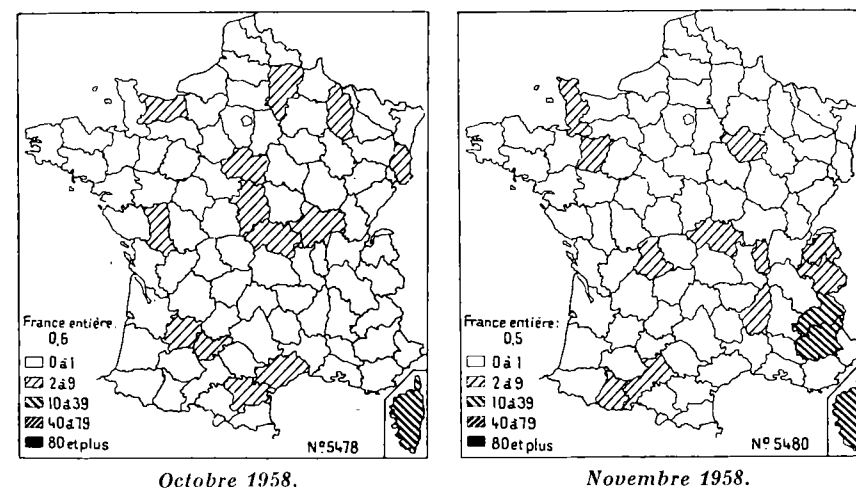 France entière:
0,6
0 à 1
2 à 9
10 à 39
40 à 79
80 et plus
Nº 5478
Octobre 1958.
France entière:
0,5
0 à 1
2 à 9
10 à 39
40 à 79
80 et plus
Nº 5480
Novembre 1958.